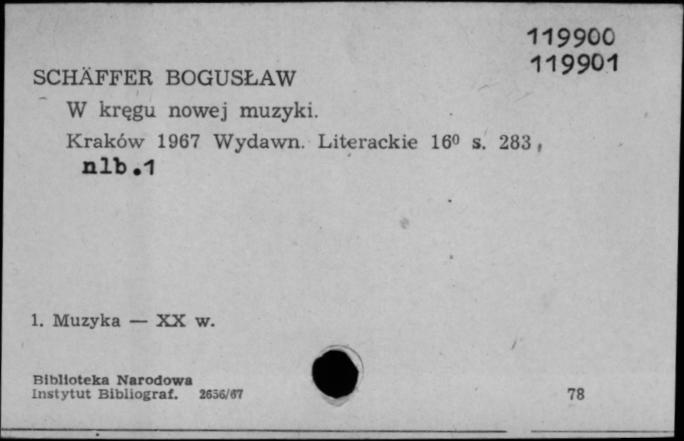 119900
119901
SCHÄFFER BOGUSŁAW
W kręgu nowej muzyki.
Kraków 1967 Wydawn. Literackie 16⁰ s. 283,
nlb.1
1. Muzyka — XX w.
Biblioteka Narodowa
Instytut Bibliograf. 2656/67
78